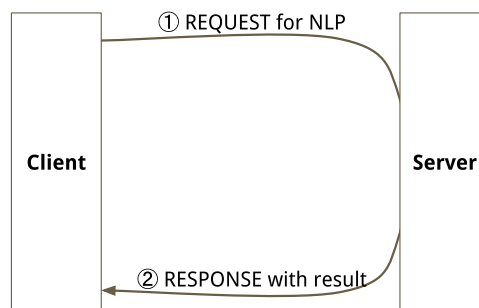 ① REQUEST for NLP
Client
Server
② RESPONSE with result